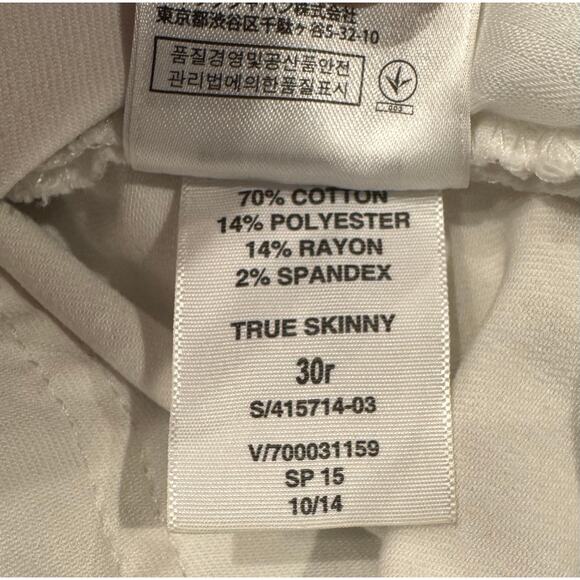 東京都渋谷区千駄ヶ谷5-32-10
품질경영및공산품안전
관리법에의한품질표시
003
70% COTTON
14% POLYESTER
14% RAYON
2% SPANDEX
TRUE SKINNY
30r
S/415714-03
V/700031159
SP 15
10/14